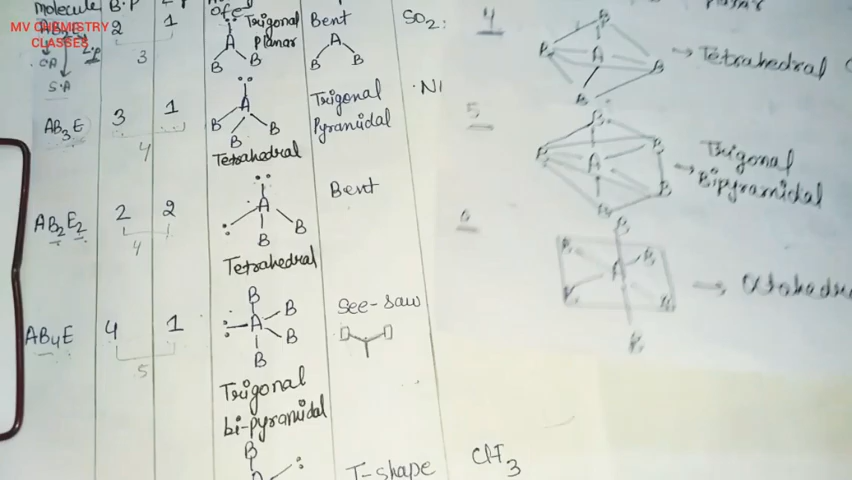 Molecule B.P
MV CHEMISTRY
CLASSES
2 1
3
C.A
S.A
Trigonal
Planar
A
B B
Bent
A
B B
SO2:
AB3E 3 1
4
A
B B B
Tetrahedral
Trigonal
Pyramidal
AB2E2 2 2
4
A
B B
Tetrahedral
Bent
AB4E 4 1
5
B
A B
B
B
Trigonal
bi-pyramidal
See-saw
B
T-shape
ClF3
4
B
B A B
B
→ Tetrahedral
5
B
B A B
B
B
→ Trigonal
Bipyramidal
6
B
B B
A
B B
B